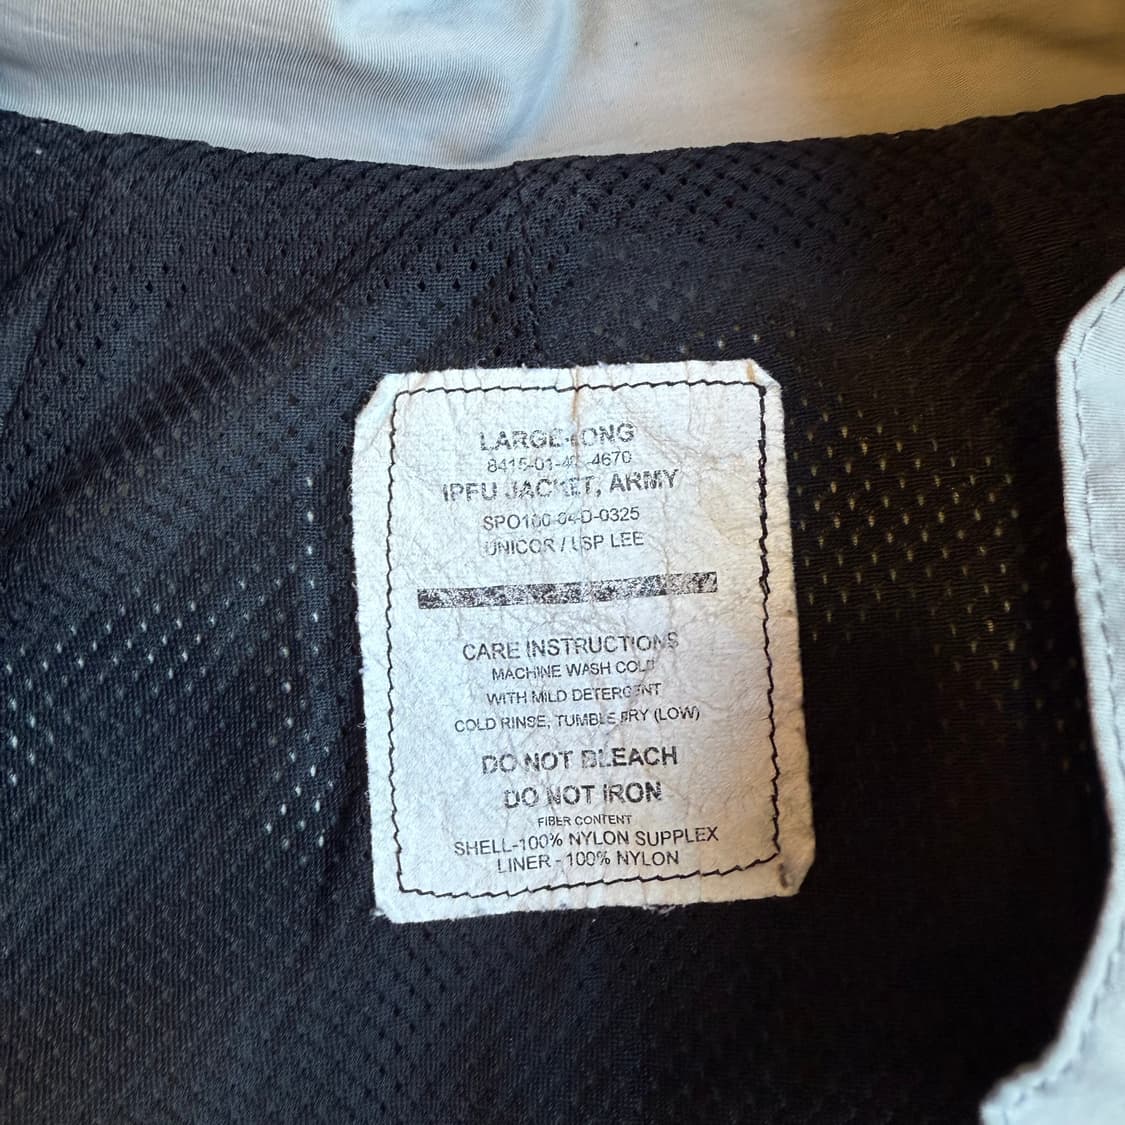 LARGE-LONG
IPFU JACKET, ARMY
SPO100-04-D-0325
UNICOR / USP LEE
CARE INSTRUCTIONS
MACHINE WASH COLD
WITH MILD DETERGENT
COLD RINSE, TUMBLE DRY (LOW)
DO NOT BLEACH
DO NOT IRON
FIBER CONTENT
SHELL-100% NYLON SUPPLEX
LINER - 100% NYLON